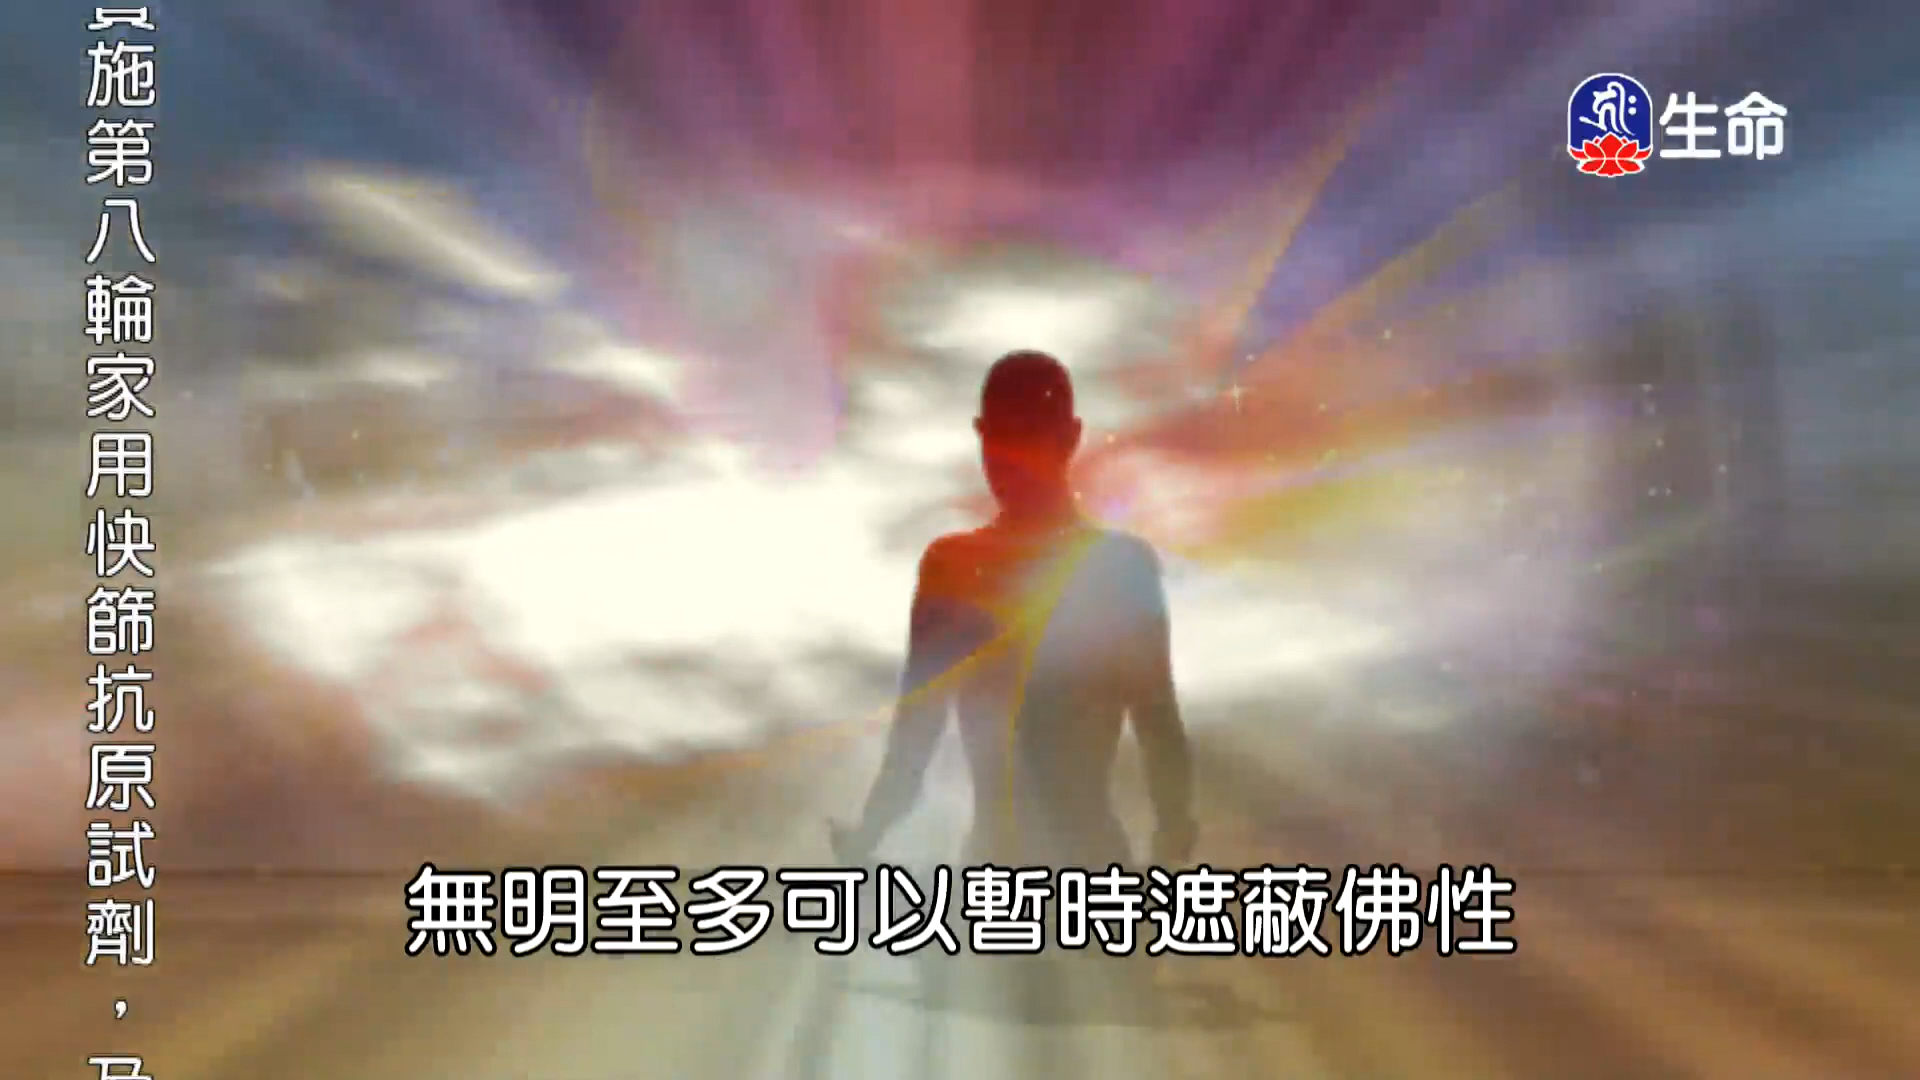 施第八輪家用快篩抗原試劑，
生命
無明至多可以暫時遮蔽佛性